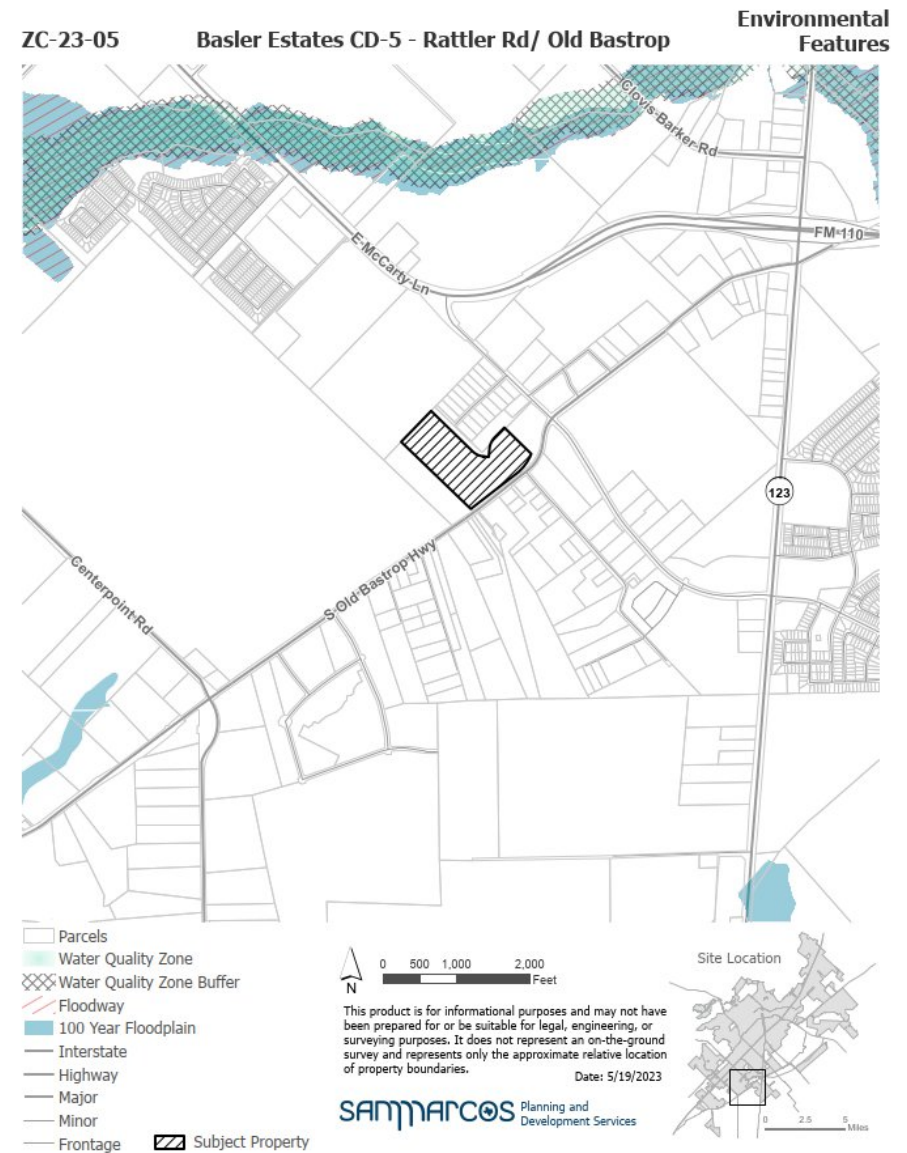 ZC-23-05
Basler Estates CD-5 - Rattler Rd/ Old Bastrop
Environmental
Features
Clovis-Barker-Rd
FM-110
E-McCarty-Ln
123
S-Old-Bastrop-Hwy
Centerpoint-Rd
Parcels
Water Quality Zone
Water Quality Zone Buffer
Floodway
100 Year Floodplain
Interstate
Highway
Major
Minor
Frontage
Subject Property
N
0 500 1,000 2,000
Feet
This product is for informational purposes and may not have
been prepared for or be suitable for legal, engineering, or
surveying purposes. It does not represent an on-the-ground
survey and represents only the approximate relative location
of property boundaries.
Date: 5/19/2023
SANMARCOS
Planning and
Development Services
Site Location
0 2.5 5
Miles